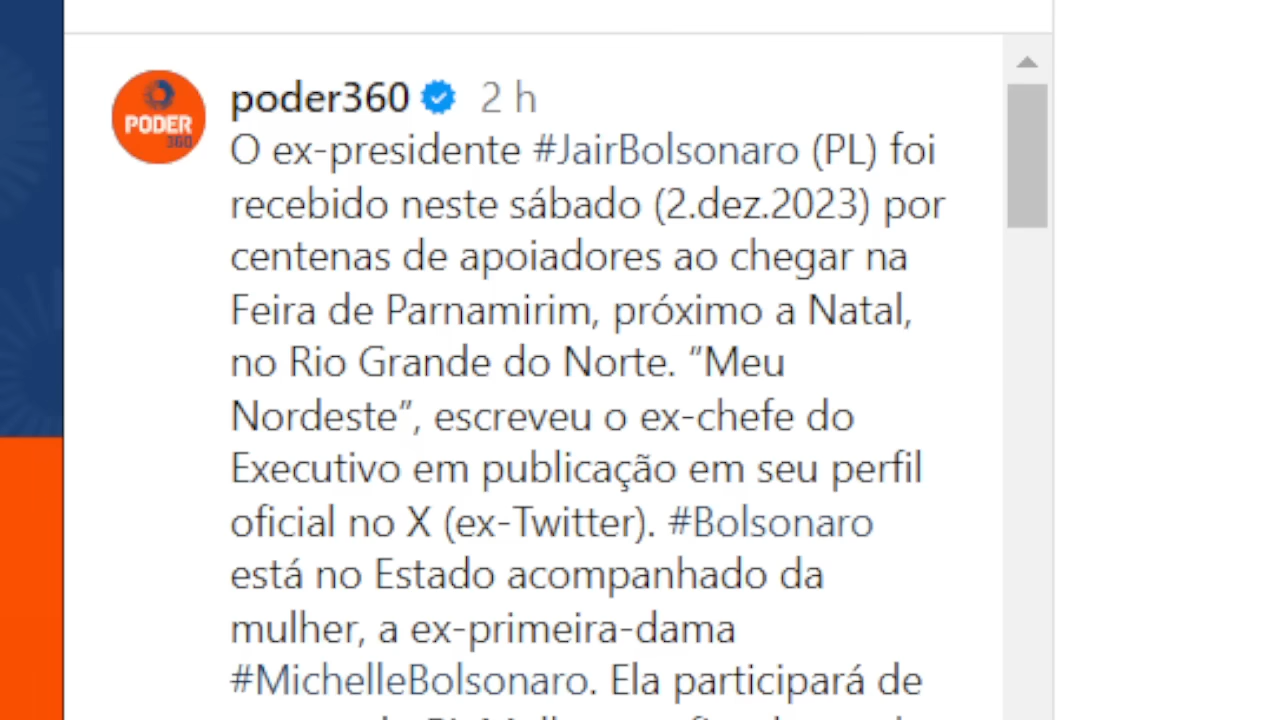 PODER
360
poder360 2 h
O ex-presidente #JairBolsonaro (PL) foi
recebido neste sábado (2.dez.2023) por
centenas de apoiadores ao chegar na
Feira de Parnamirim, próximo a Natal,
no Rio Grande do Norte. “Meu
Nordeste”, escreveu o ex-chefe do
Executivo em publicação em seu perfil
oficial no X (ex-Twitter). #Bolsonaro
está no Estado acompanhado da
mulher, a ex-primeira-dama
#MichelleBolsonaro. Ela participará de